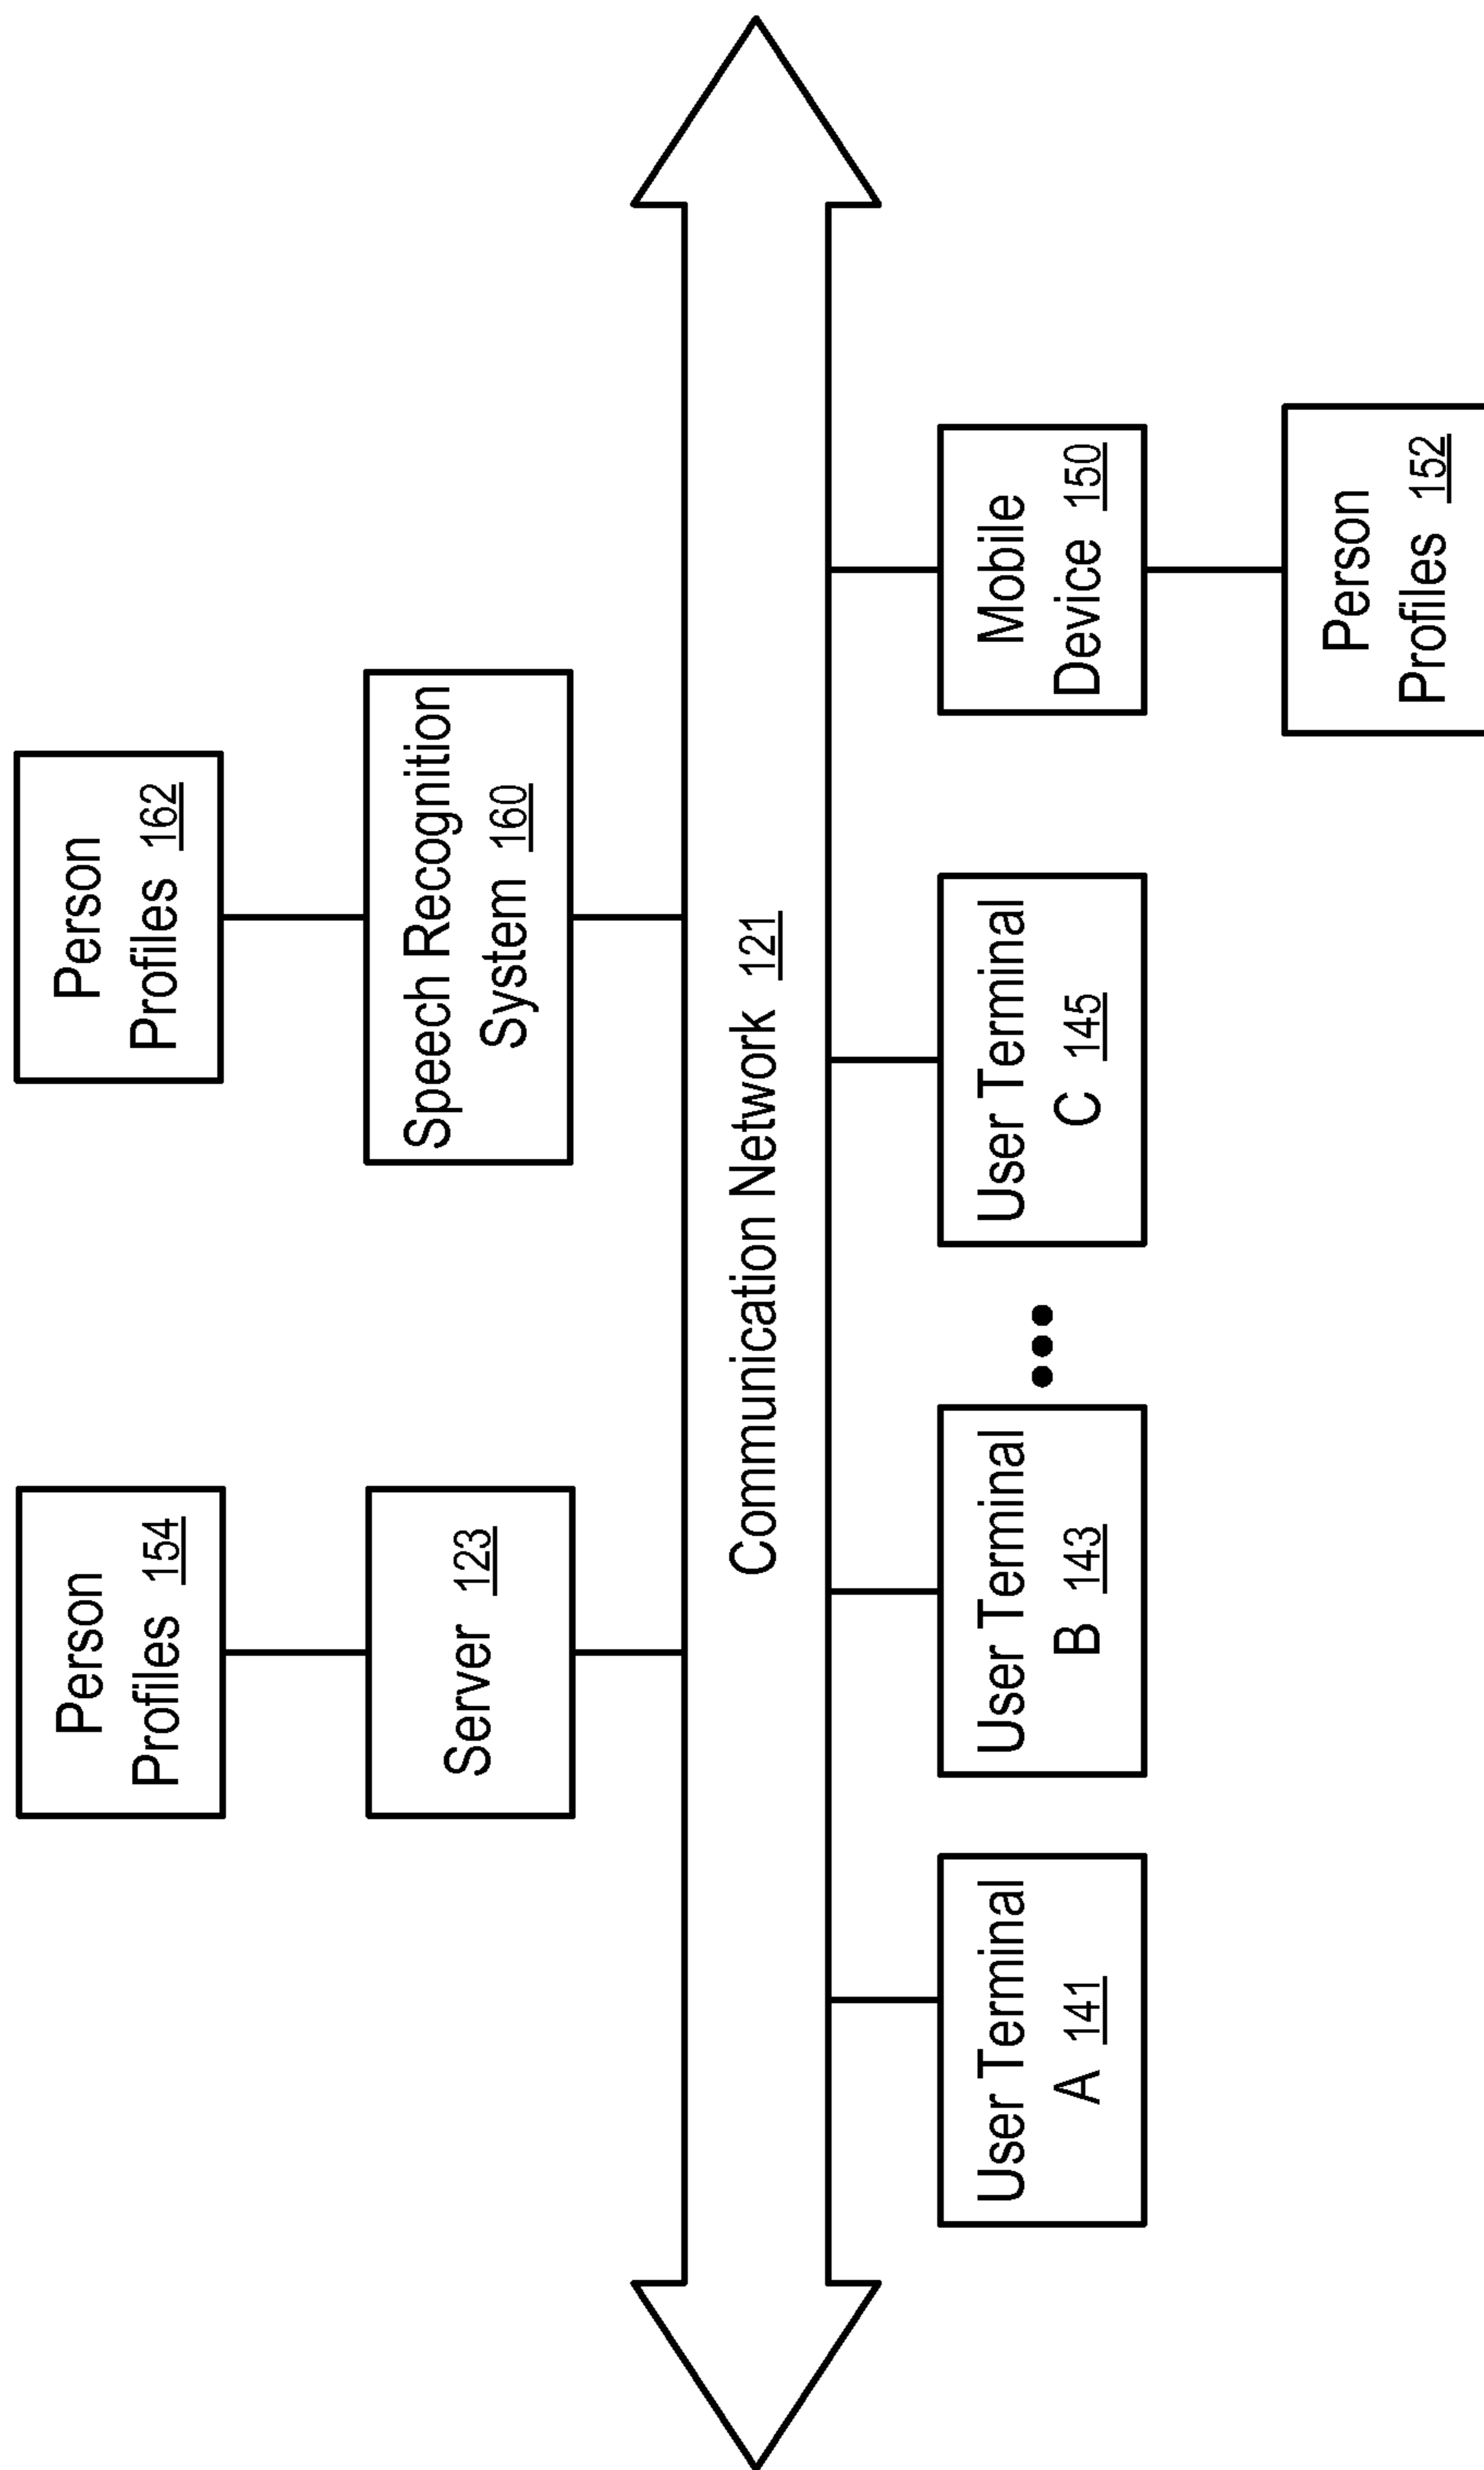 Person
Profiles 154
Person
Profiles 162
Server 123
Speech Recognition
System 160
Communication Network 121
User Terminal
A 141
User Terminal
B 143
User Terminal
C 145
Mobile
Device 150
Person
Profiles 152